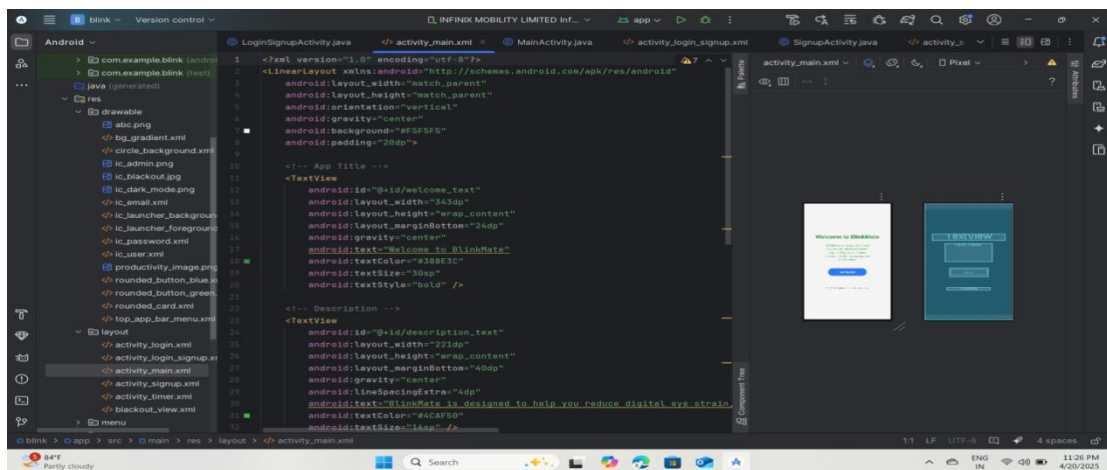 blink
Version control
INFINIX MOBILITY LIMITED Inf...
app
Android
LoginSignupActivity.java
activity_main.xml
MainActivity.java
activity_login_signup.xml
SignupActivity.java
com.example.blink
com.example.blink (test)
java (generated)
res
drawable
abc.png
bg_gradient.xml
circle_background.xml
ic_admin.png
ic_blackout.jpg
ic_dark_mode.png
ic_email.xml
ic_launcher_backgroun
ic_launcher_foreground
ic_password.xml
ic_user.xml
productivity_image.png
rounded_button_blue.x
rounded_button_green.
rounded_card.xml
top_app_bar_menu.xml
layout
activity_login.xml
activity_login_signup.x
activity_main.xml
activity_signup.xml
activity_timer.xml
blackout_view.xml
menu
1 <?xml version="1.0" encoding="utf-8"?>
2 <LinearLayout xmlns:android="http://schemas.android.com/apk/res/android"
3 android:layout_width="match_parent"
4 android:layout_height="match_parent"
5 android:orientation="vertical"
6 android:gravity="center"
7 android:background="#F5F5F5"
8 android:padding="20dp">
9
10 <!-- App Title -->
11 <TextView
12 android:id="@+id/welcome_text"
13 android:layout_width="343dp"
14 android:layout_height="wrap_content"
15 android:layout_marginBottom="24dp"
16 android:gravity="center"
17 android:text="Welcome to BlinkMate"
18 android:textColor="#388E3C"
19 android:textSize="30sp"
20 android:textStyle="bold" />
21
22 <!-- Description -->
23 <TextView
24 android:id="@+id/description_text"
25 android:layout_width="221dp"
26 android:layout_height="wrap_content"
27 android:layout_marginBottom="40dp"
28 android:gravity="center"
29 android:lineSpacingExtra="4dp"
30 android:text="BlinkMate is designed to help you reduce digital eye strain,
31 android:textColor="#4CAF50"
32 android:textSize="16sp" />
7
Palette
Component Tree
activity_main.xml
Pixel
Attributes
Welcome to BlinkMate
TextView
blink > app > src > main > res > layout > activity_main.xml
1:1 LF UTF-8 4 spaces
5
84°F
Partly cloudy
Search
ENG
IN
11:26 PM
4/20/2025